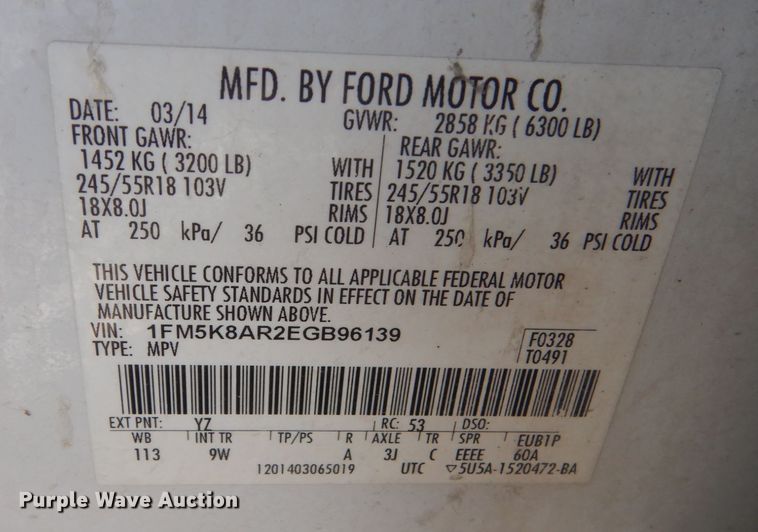 MFD. BY FORD MOTOR CO.
DATE: 03/14 GVWR: 2858 KG ( 6300 LB)
FRONT GAWR: REAR GAWR:
1452 KG ( 3200 LB) WITH 1520 KG ( 3350 LB) WITH
245/55R18 103V TIRES 245/55R18 103V TIRES
18X8.0J RIMS 18X8.0J RIMS
AT 250 kPa/ 36 PSI COLD AT 250 kPa/ 36 PSI COLD
THIS VEHICLE CONFORMS TO ALL APPLICABLE FEDERAL MOTOR
VEHICLE SAFETY STANDARDS IN EFFECT ON THE DATE OF
MANUFACTURE SHOWN ABOVE.
VIN: 1FM5K8AR2EGB96139 F0328
TYPE: MPV T0491
EXT PNT: YZ RC: 53 DSO:
WB INT TR TP/PS R AXLE TR SPR EUB1P
113 9W A 3J C EEEE 60A
1201403065019 UTC ▽5U5A-1520472-BA
Purple Wave Auction